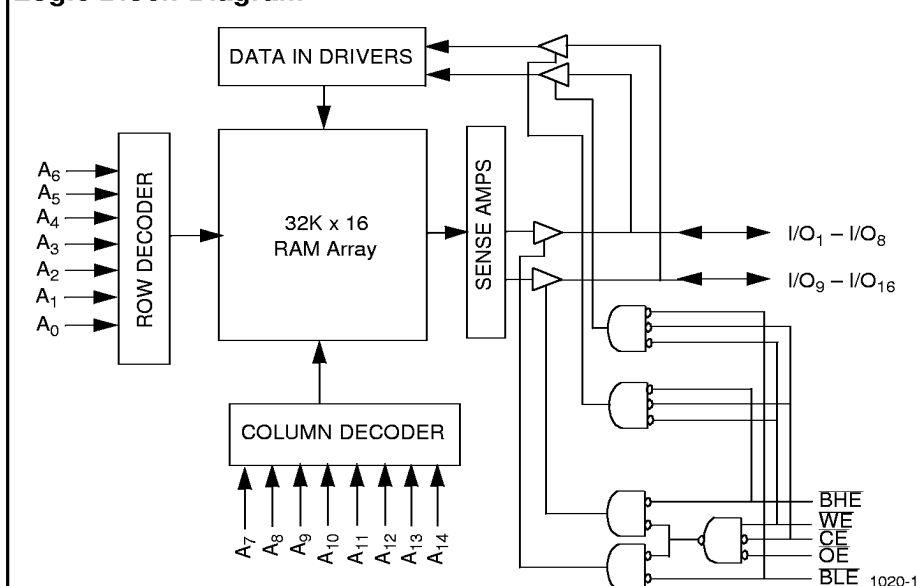 Logic Block Diagram
DATA IN DRIVERS
A6
A5
A4
A3
A2
A1
A0
ROW DECODER
32K x 16
RAM Array
SENSE AMPS
I/O1 – I/O8
I/O9 – I/O16
COLUMN DECODER
A7
A8
A9
A10
A11
A12
A13
A14
BHE
WE
CE
OE
BLE
1020-1